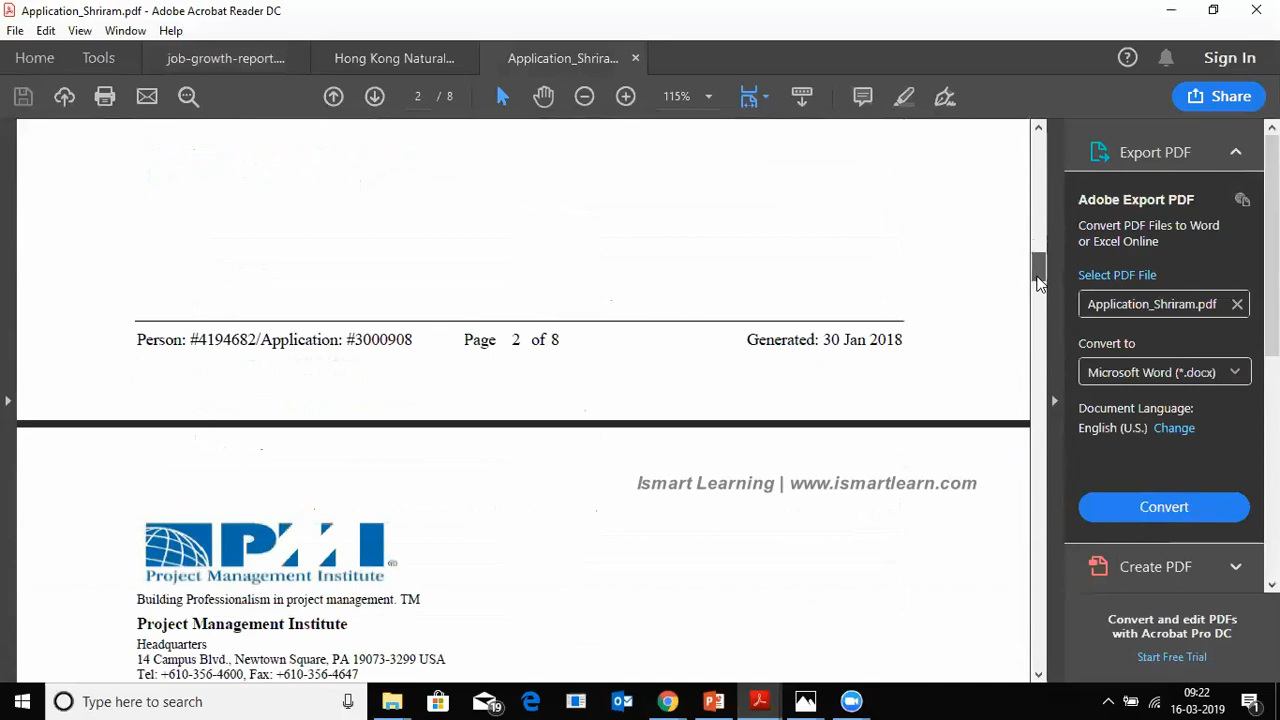 Application_Shriram.pdf - Adobe Acrobat Reader DC
File Edit View Window Help
Home Tools job-growth-report.... Hong Kong Natural... Application_Shrira... × Sign In
2 / 8 115% Share
Export PDF
Adobe Export PDF
Convert PDF Files to Word
or Excel Online
Select PDF File
Application_Shriram.pdf ×
Convert to
Microsoft Word (*.docx)
Document Language:
English (U.S.) Change
Convert
Create PDF
Convert and edit PDFs
with Acrobat Pro DC
Start Free Trial
Person: #4194682/Application: #3000908 Page 2 of 8 Generated: 30 Jan 2018
Ismart Learning | www.ismartlearn.com
PMI ®
Project Management Institute
Building Professionalism in project management. TM
Project Management Institute
Headquarters
14 Campus Blvd., Newtown Square, PA 19073-3299 USA
Tel: +610-356-4600, Fax: +610-356-4647
Type here to search
19
09:22
16-03-2019
1